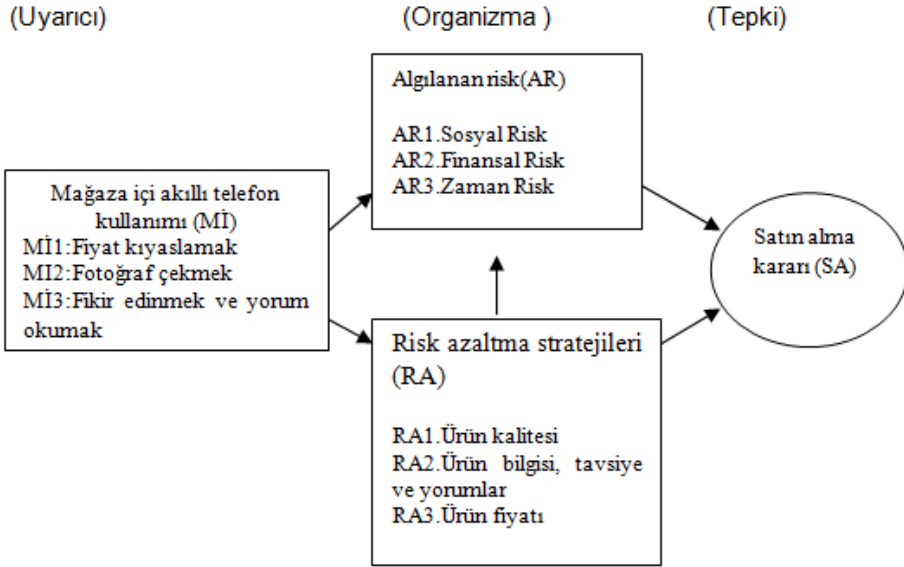 (Uyarıcı) (Organizma ) (Tepki)
Mağaza içi akıllı telefon
kullanımı (Mİ)
Mİ1:Fiyat kıyaslamak
Mİ2:Fotoğraf çekmek
Mİ3:Fikir edinmek ve yorum
okumak
Algılanan risk(AR)
AR1.Sosyal Risk
AR2.Finansal Risk
AR3.Zaman Risk
Risk azaltma stratejileri
(RA)
RA1.Ürün kalitesi
RA2.Ürün bilgisi, tavsiye
ve yorumlar
RA3.Ürün fiyatı
Satın alma
kararı (SA)